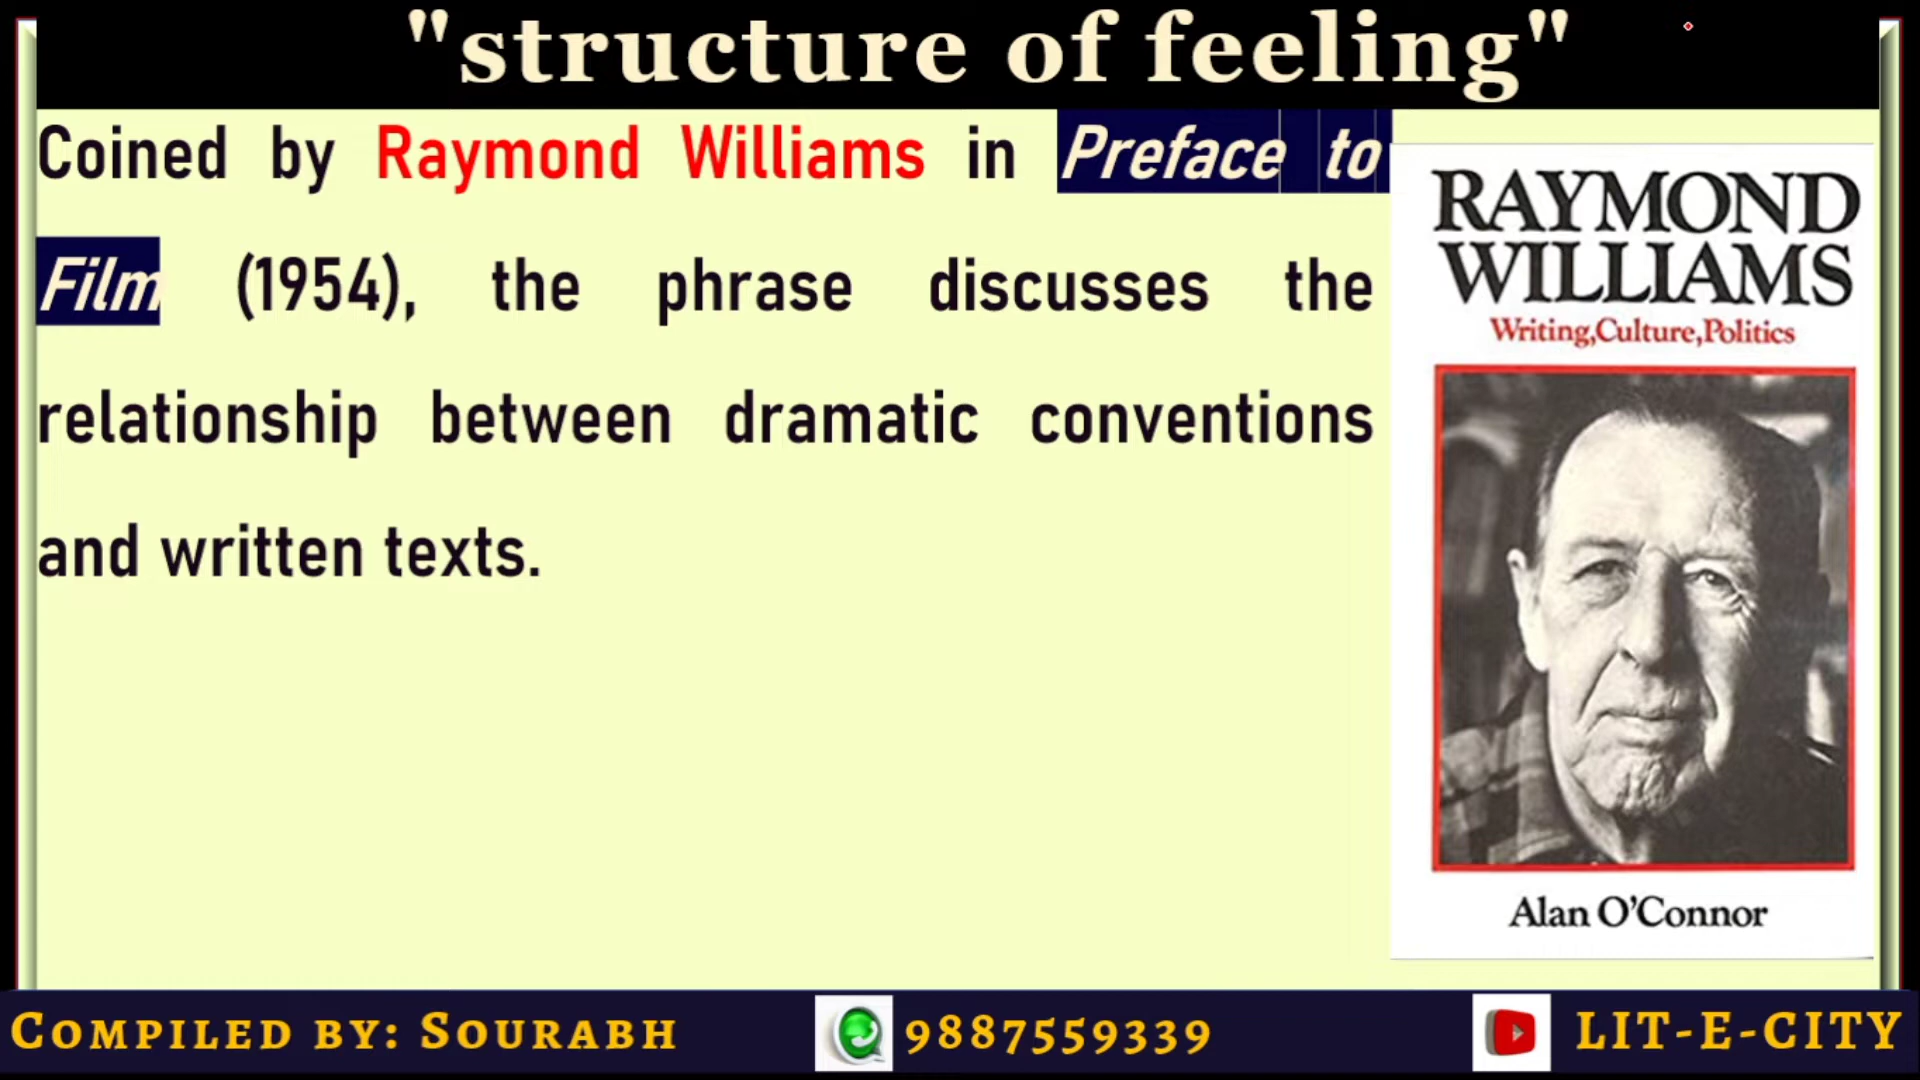 "structure of feeling"
Coined by Raymond Williams in Preface to
Film (1954), the phrase discusses the
relationship between dramatic conventions
and written texts.
RAYMOND
WILLIAMS
Writing,Culture,Politics
Alan O'Connor
COMPILED BY: SOURABH
9887559339
LIT-E-CITY